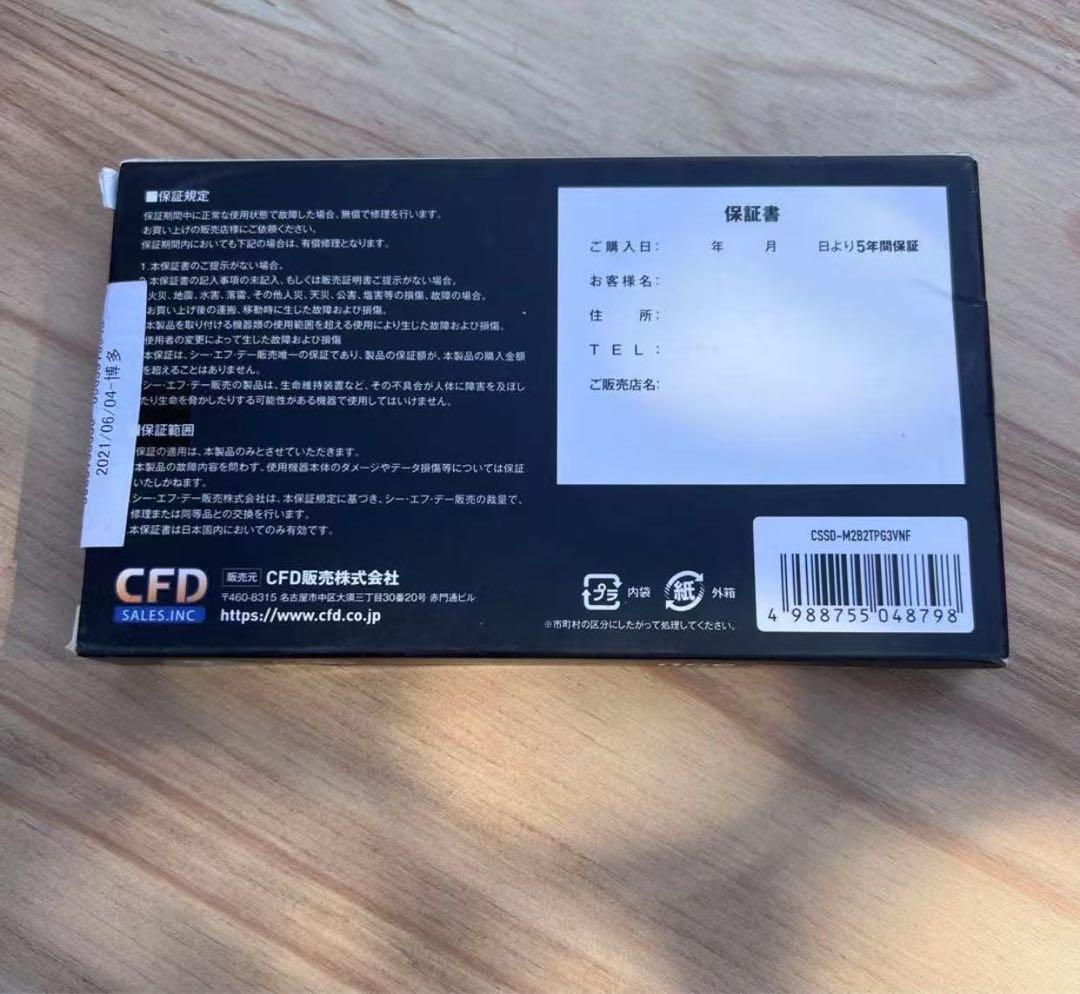 ■保証規定
保証期間中に正常な使用状態で故障した場合、無償で修理を行います。
お買い上げの販売店様にご依頼ください。
保証期間内においても下記の場合は、有償修理となります。
1.本保証書のご提示がない場合。
本保証書の記入事項の未記入、もしくは販売証明書ご提示がない場合。
火災、地震、水害、落雷、その他人災、天災、公害、塩害等の損傷、故障の場合。
お買い上げ後の運搬、移動時に生じた故障および損傷。
本製品を取り付ける機器類の使用範囲を超える使用により生じた故障および損傷。
使用者の変更によって生じた故障および損傷
本保証は、シー・エフ・デー販売唯一の保証であり、製品の保証額が、本製品の購入金額
を超えることはありません。
シー・エフ・デー販売の製品は、生命維持装置など、その不具合が人体に障害を及ぼし
たり生命を脅かしたりする可能性がある機器で使用してはいけません。
■保証範囲
保証の適用は、本製品のみとさせていただきます。
本製品の故障内容を問わず、使用機器本体のダメージやデータ損傷等については保証
いたしかねます。
シー・エフ・デー販売株式会社は、本保証規定に基づき、シー・エフ・デー販売の裁量で、
修理または同等品との交換を行います。
本保証書は日本国内においてのみ有効です。
2021/06/04-博多
CFD
SALES.INC
販売元 CFD販売株式会社
〒460-8315 名古屋市中区大須三丁目30番20号 赤門通ビル
https://www.cfd.co.jp
保証書
ご購入日: 年 月 日より5年間保証
お客様名:
住 所:
TEL:
ご販売店名:
プラ 内袋 紙 外箱
※市町村の区分にしたがって処理してください。
CSSD-M2B2TPG3VNF
4 988755 048798